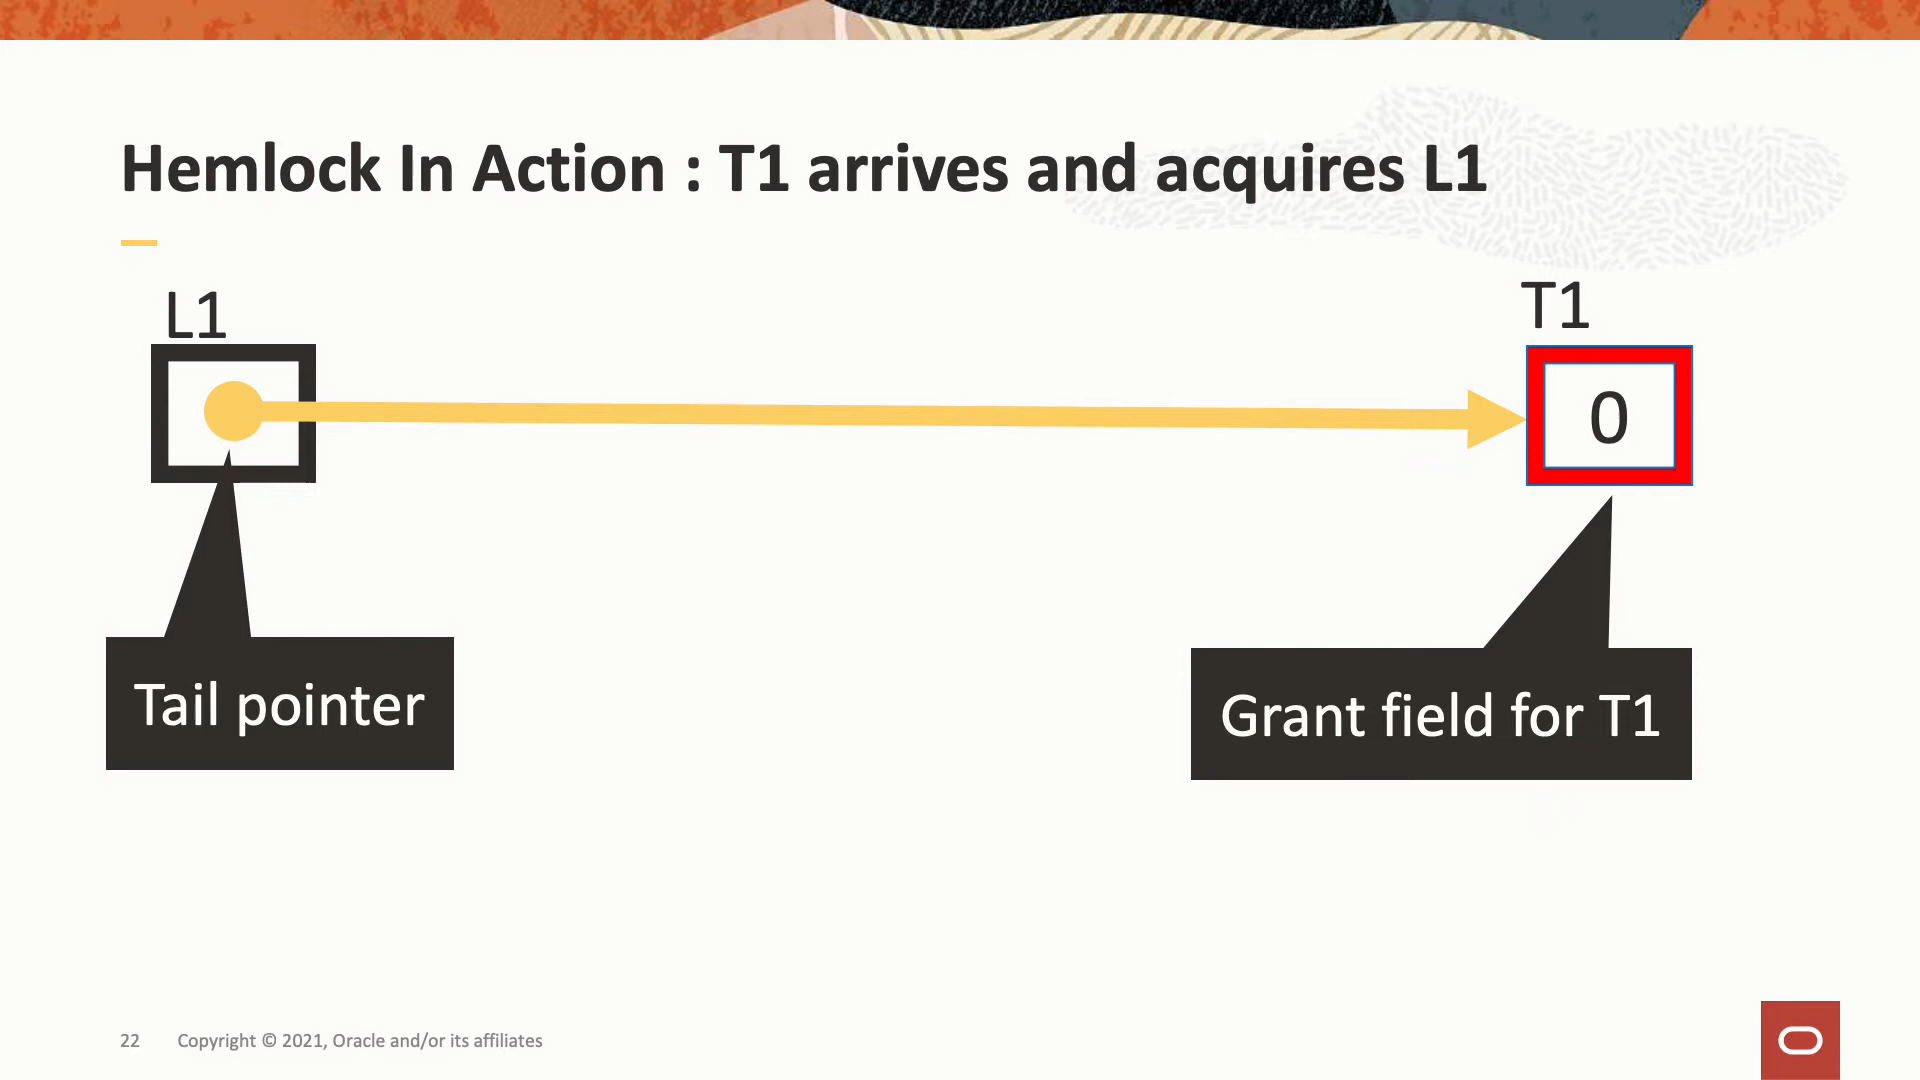 Hemlock In Action : T1 arrives and acquires L1
L1
T1
0
Tail pointer
Grant field for T1
22 Copyright © 2021, Oracle and/or its affiliates